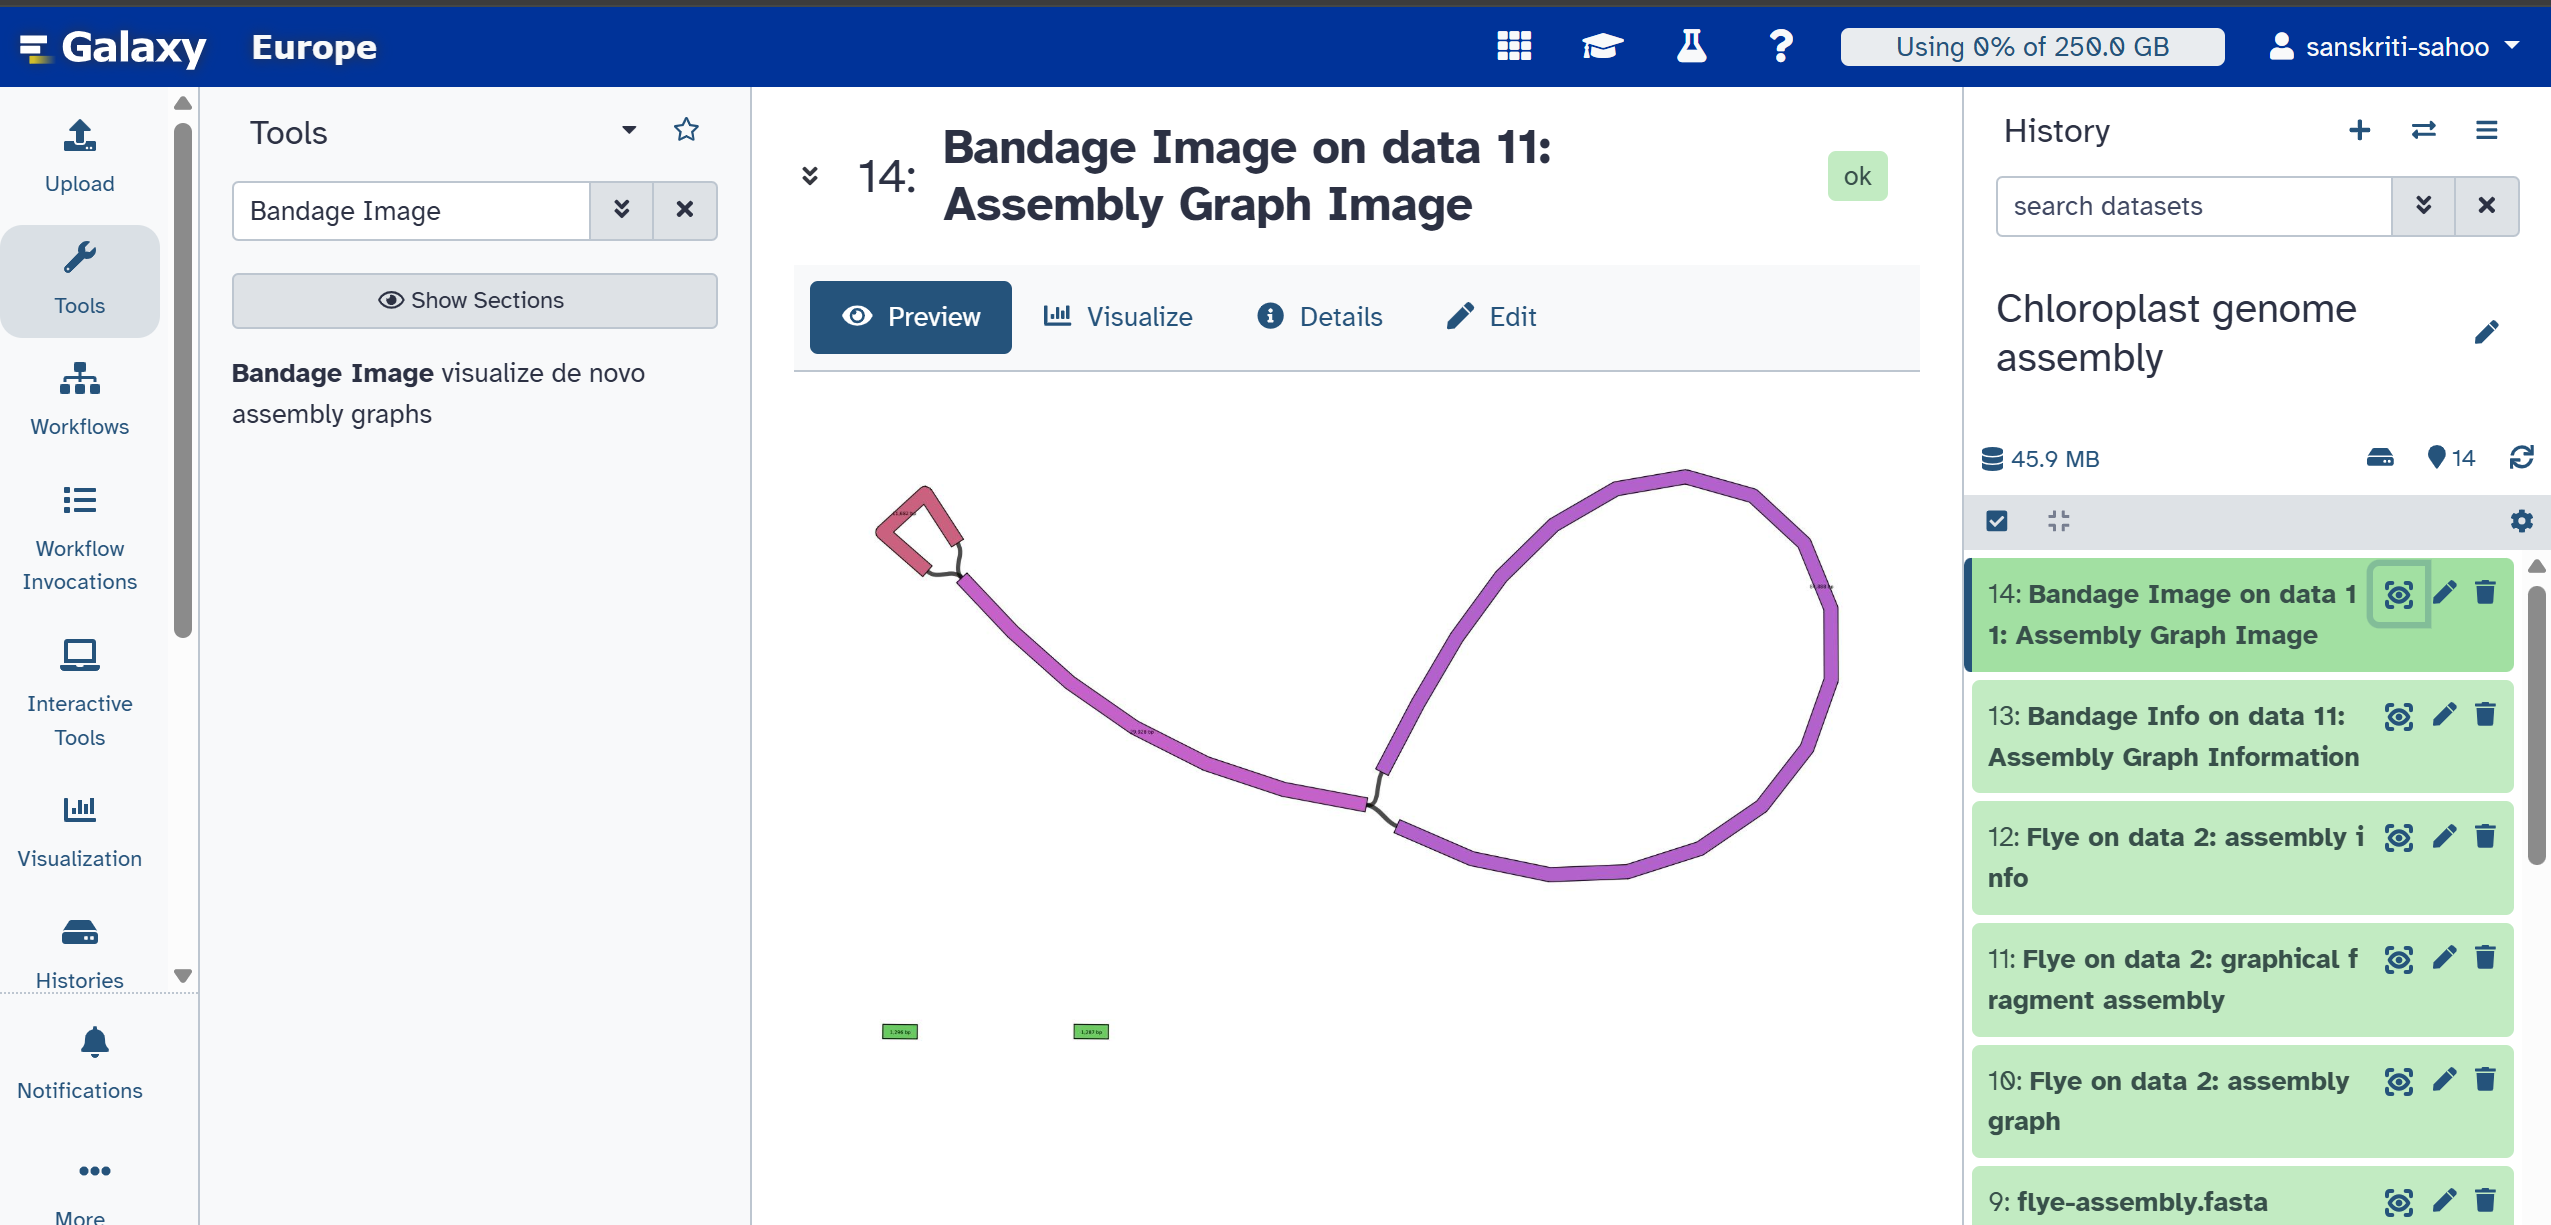 Galaxy Europe
Using 0% of 250.0 GB
sanskriti-sahoo
Upload
Tools
Workflows
Workflow
Invocations
Interactive
Tools
Visualization
Histories
Notifications
More
Tools
Bandage Image
Show Sections
Bandage Image visualize de novo
assembly graphs
14:
Bandage Image on data 11:
Assembly Graph Image
ok
Preview
Visualize
Details
Edit
History
search datasets
Chloroplast genome
assembly
45.9 MB
14
14: Bandage Image on data 1
1: Assembly Graph Image
13: Bandage Info on data 11:
Assembly Graph Information
12: Flye on data 2: assembly i
nfo
11: Flye on data 2: graphical f
ragment assembly
10: Flye on data 2: assembly
graph
9: flye-assembly.fasta